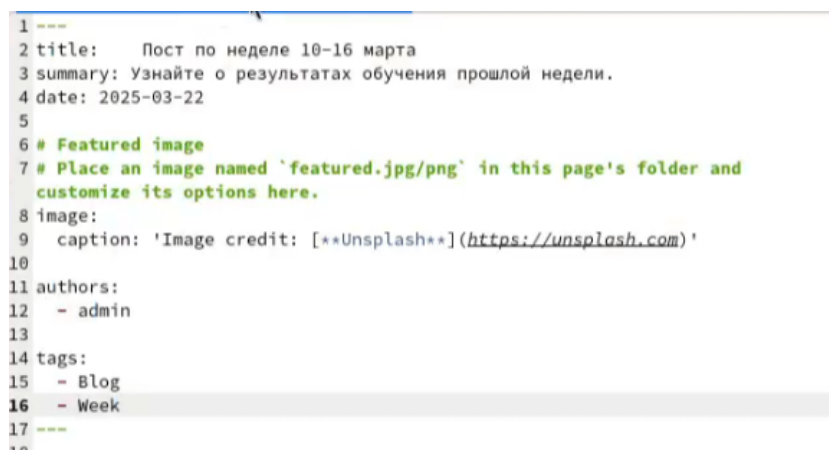 1 ---
2 title:    Пост по неделе 10-16 марта
3 summary: Узнайте о результатах обучения прошлой недели.
4 date: 2025-03-22
5
6 # Featured image
7 # Place an image named `featured.jpg/png` in this page's folder and
customize its options here.
8 image:
9   caption: 'Image credit: [**Unsplash**](https://unsplash.com)'
10
11 authors:
12   - admin
13
14 tags:
15   - Blog
16   - Week
17 ---